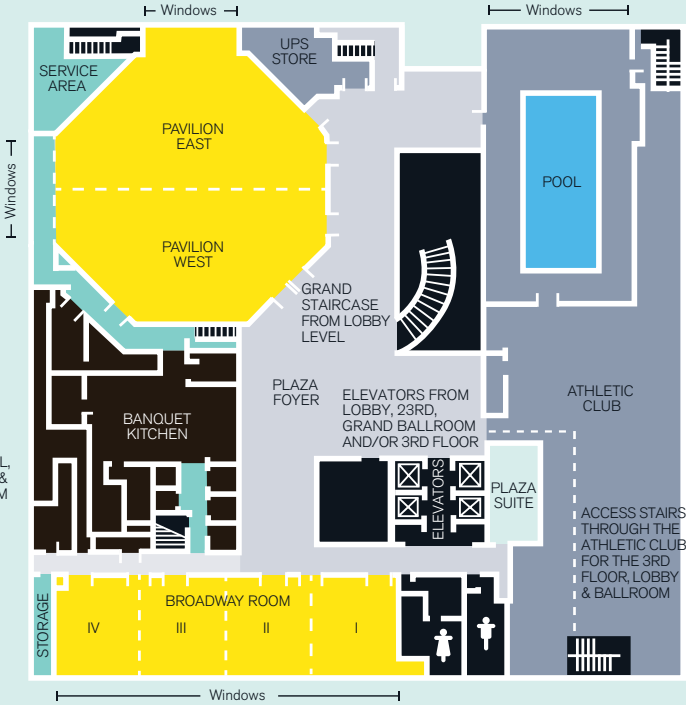 Windows
Windows
SERVICE
AREA
UPS
STORE
PAVILION
EAST
Windows
POOL
PAVILION
WEST
GRAND
STAIRCASE
FROM LOBBY
LEVEL
PLAZA
FOYER
ELEVATORS FROM
LOBBY, 23RD,
GRAND BALLROOM
AND/OR 3RD FLOOR
ATHLETIC
CLUB
BANQUET
KITCHEN
L,
&
M
ELEVATORS
PLAZA
SUITE
ACCESS STAIRS
THROUGH THE
ATHLETIC CLUB
FOR THE 3RD
FLOOR, LOBBY
& BALLROOM
STORAGE
BROADWAY ROOM
IV
III
II
I
Windows